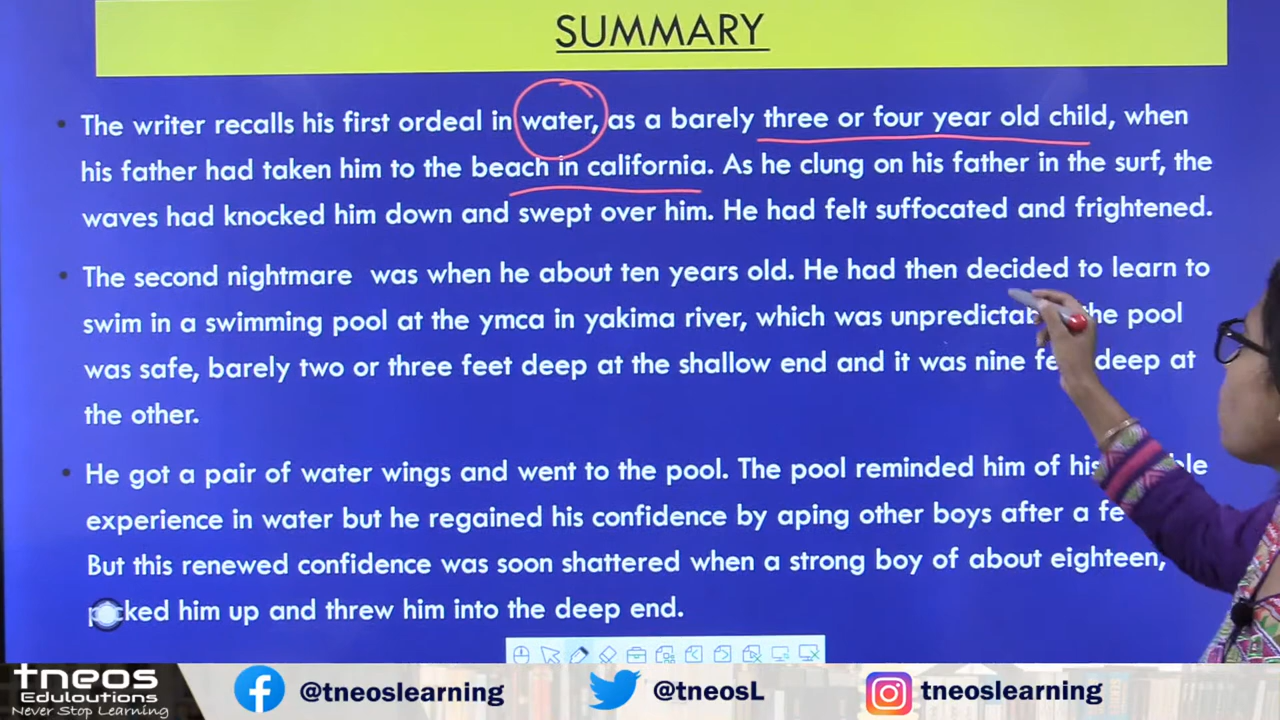 SUMMARY
The writer recalls his first ordeal in water, as a barely three or four year old child, when
his father had taken him to the beach in california. As he clung on his father in the surf, the
waves had knocked him down and swept over him. He had felt suffocated and frightened.
The second nightmare was when he about ten years old. He had then decided to learn to
swim in a swimming pool at the ymca in yakima river, which was the pool
was safe, barely two or three feet deep at the shallow end and it was nine deep at
the other.
He got a pair of water wings and went to the pool. The pool reminded him of his
experience in water but he regained his confidence by aping other boys after a
But this renewed confidence was soon shattered when a strong boy of about eighteen,
picked him up and threw him into the deep end.
tneos
Eduloutions
Never Stop Learning
@tneoslearning
@tneosL
tneoslearning